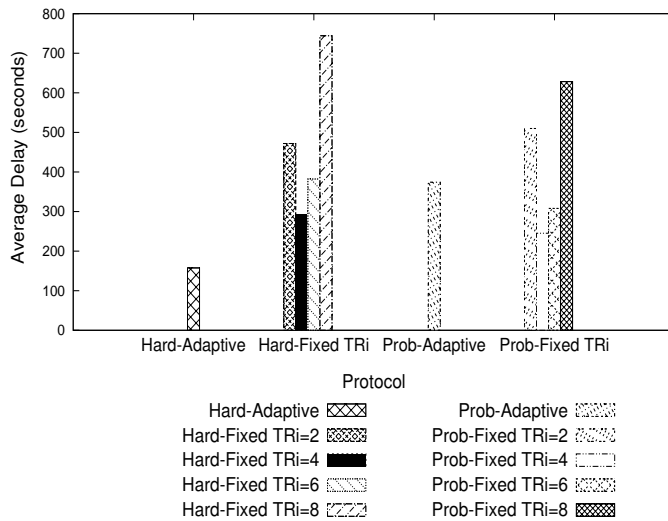 800
700
600
500
400
300
200
100
0
Average Delay (seconds)
Hard-Adaptive Hard-Fixed TRi Prob-Adaptive Prob-Fixed TRi
Protocol
Hard-Adaptive Prob-Adaptive
Hard-Fixed TRi=2 Prob-Fixed TRi=2
Hard-Fixed TRi=4 Prob-Fixed TRi=4
Hard-Fixed TRi=6 Prob-Fixed TRi=6
Hard-Fixed TRi=8 Prob-Fixed TRi=8